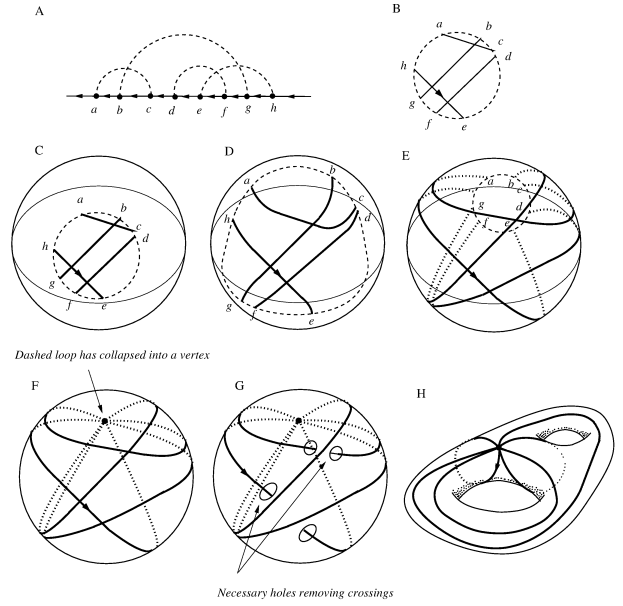 A
a b c d e f g h
B
a b c d h g f e
C
a b c d h g f e
D
a b c d h g f e
E
a b c d g f e
Dashed loop has collapsed into a vertex
F
G
H
Necessary holes removing crossings